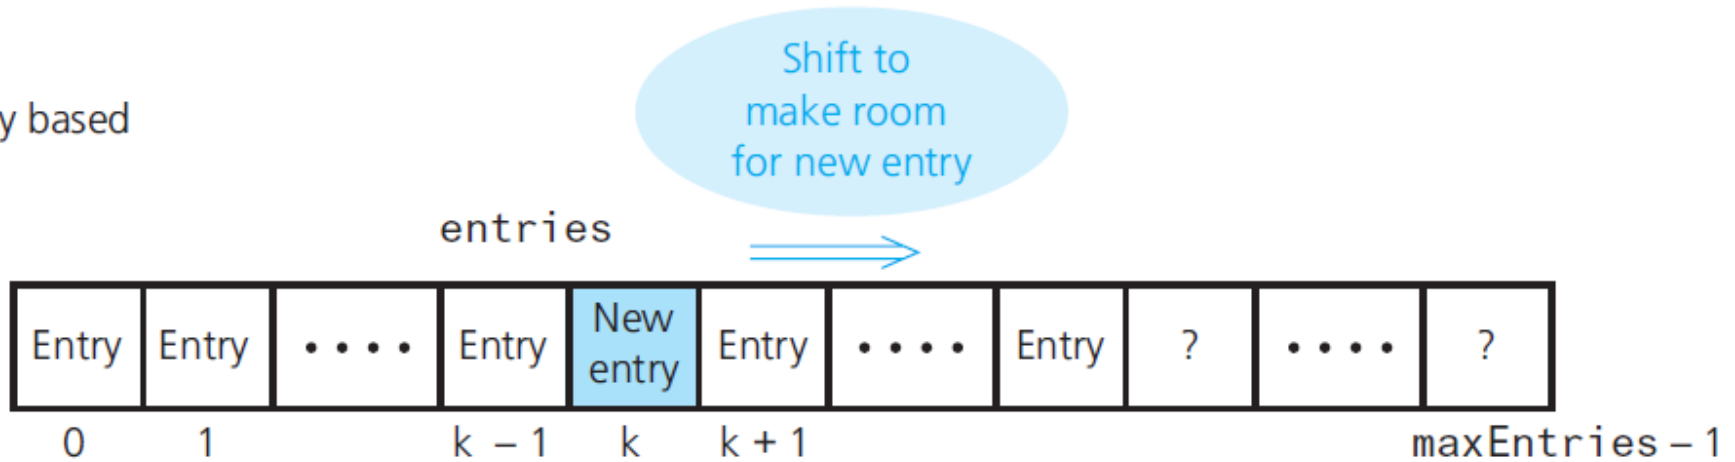 Shift to
make room
for new entry
y based
entries
Entry Entry •••• Entry New entry Entry •••• Entry ? •••• ?
0 1 k – 1 k k + 1 maxEntries – 1